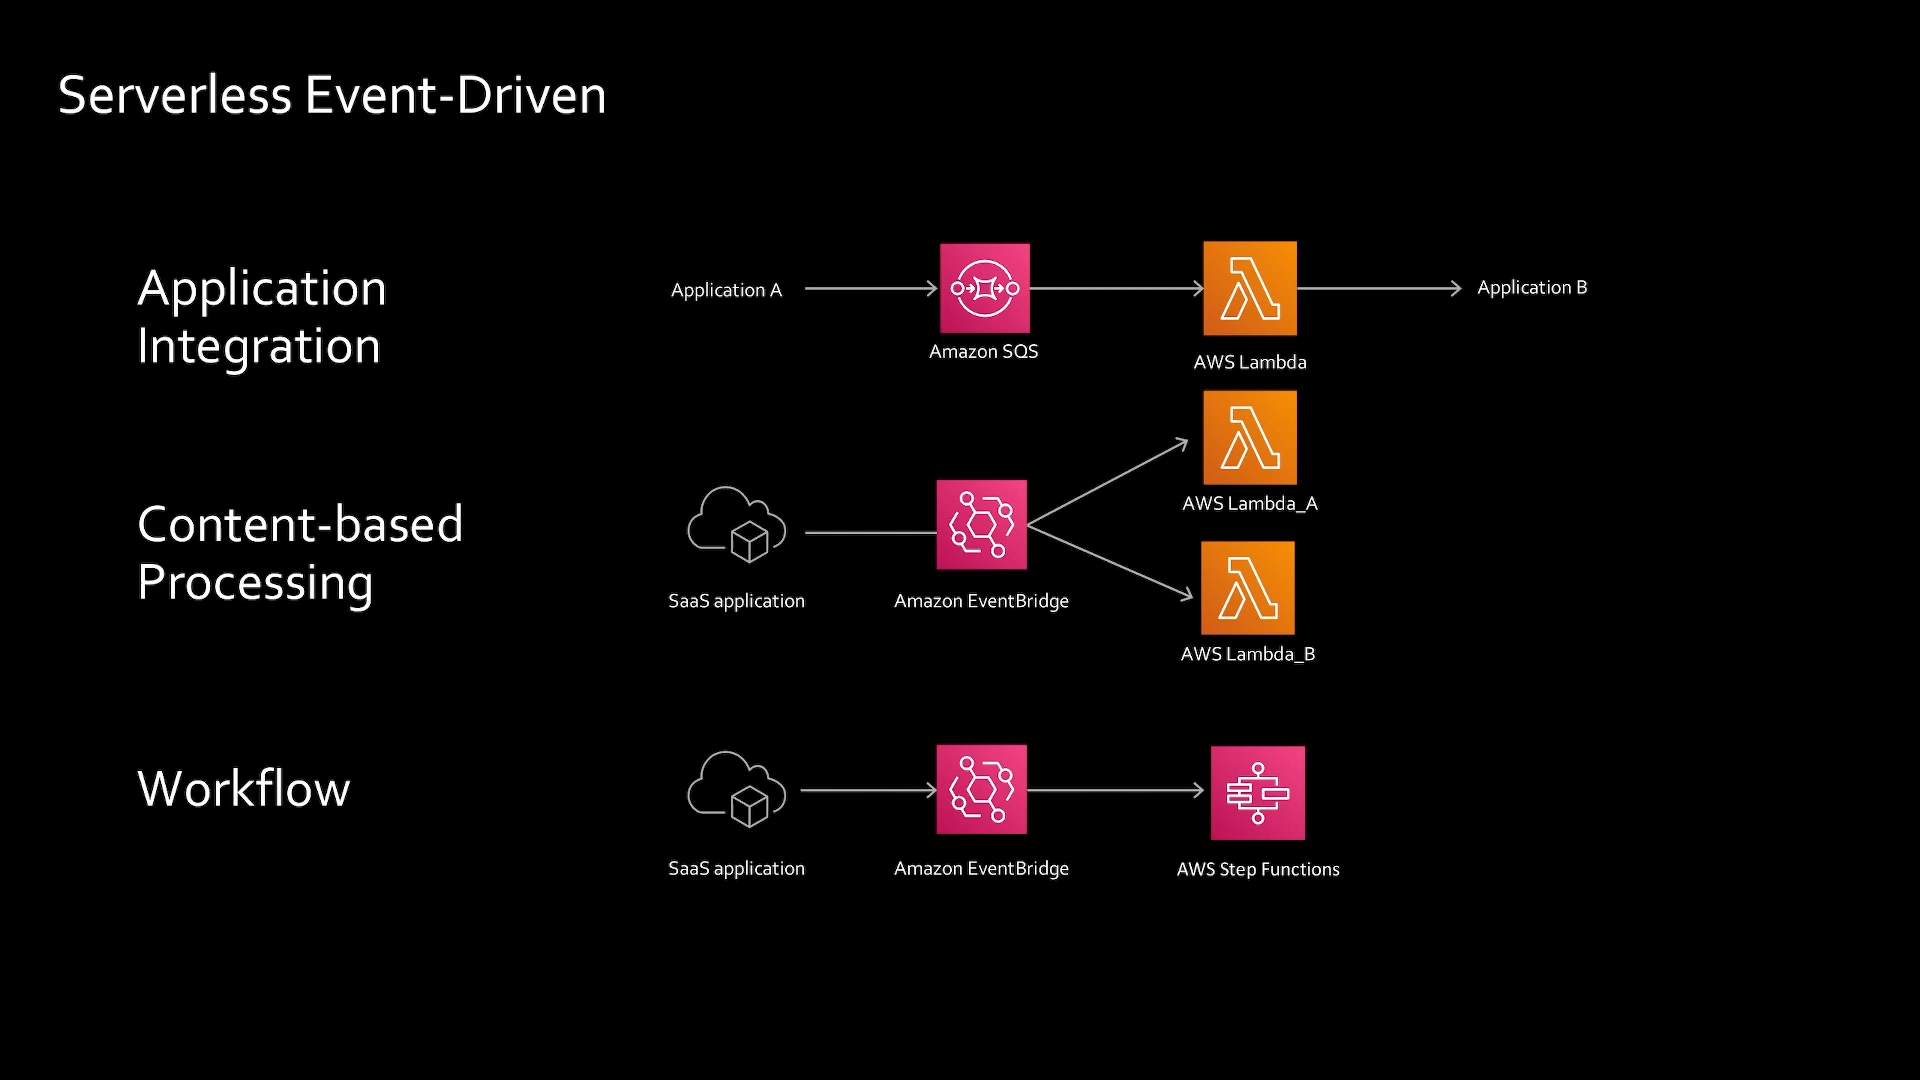 Serverless Event-Driven
Application
Integration
Application A
Amazon SQS
AWS Lambda
Application B
Content-based
Processing
SaaS application
Amazon EventBridge
AWS Lambda_A
AWS Lambda_B
Workflow
SaaS application
Amazon EventBridge
AWS Step Functions